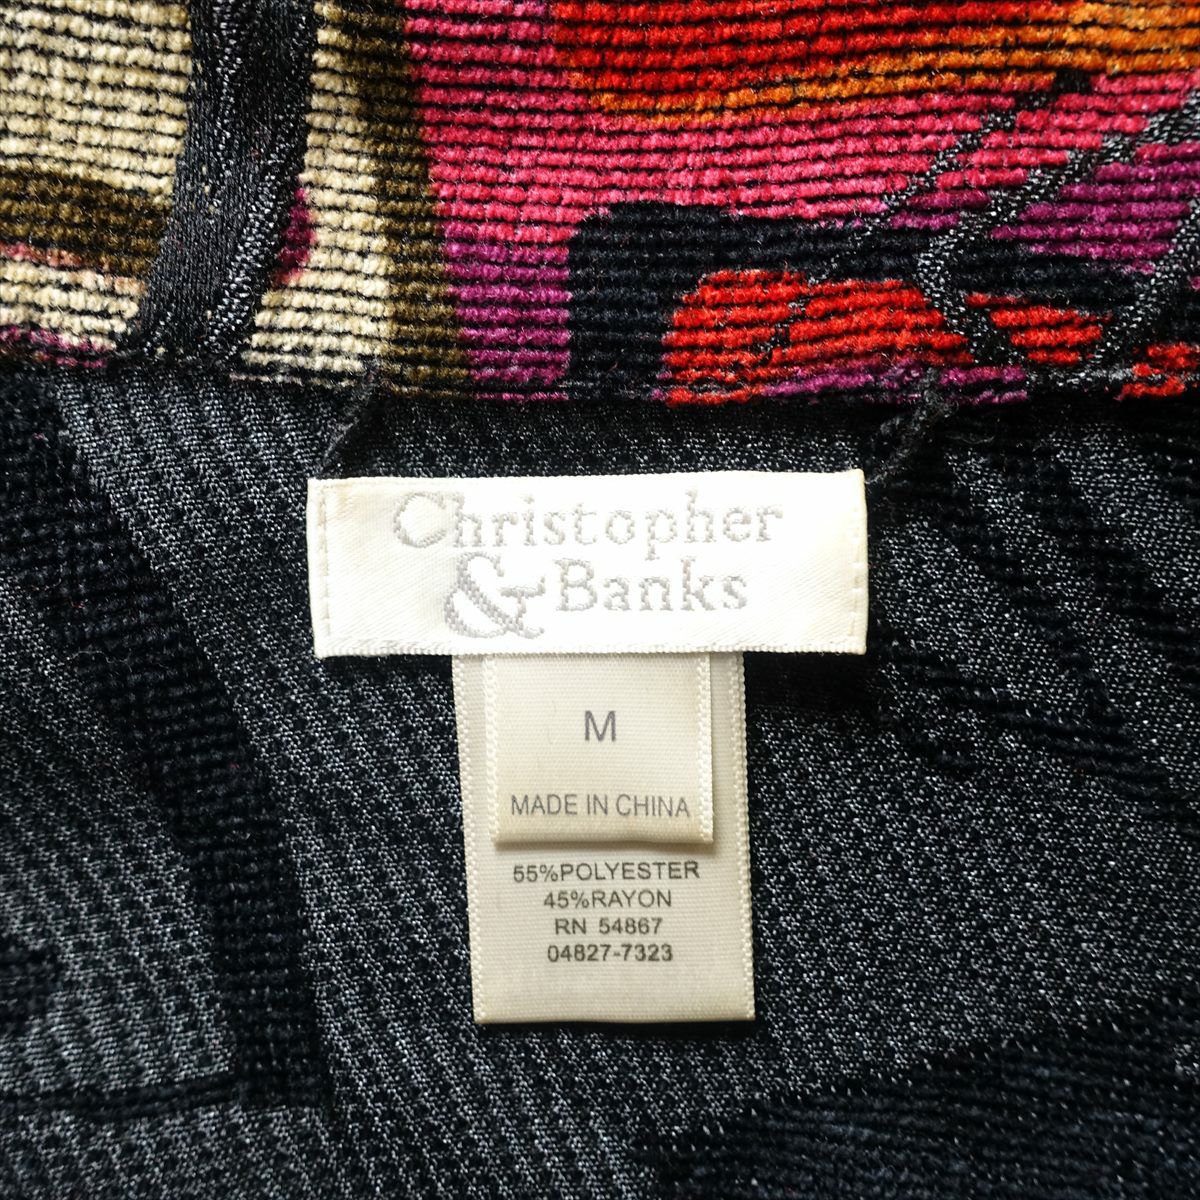 Christopher
& Banks
M
MADE IN CHINA
55%POLYESTER
45%RAYON
RN 54867
04827-7323